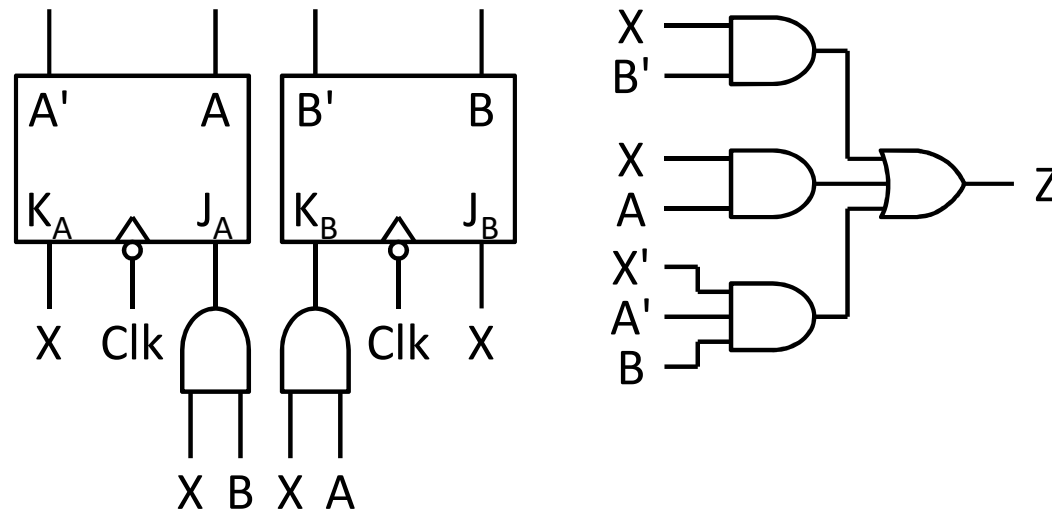 A' A B' B
K_A J_A K_B J_B
X Clk Clk X
X B X A
X
B'
X
A
X'
A'
B
Z